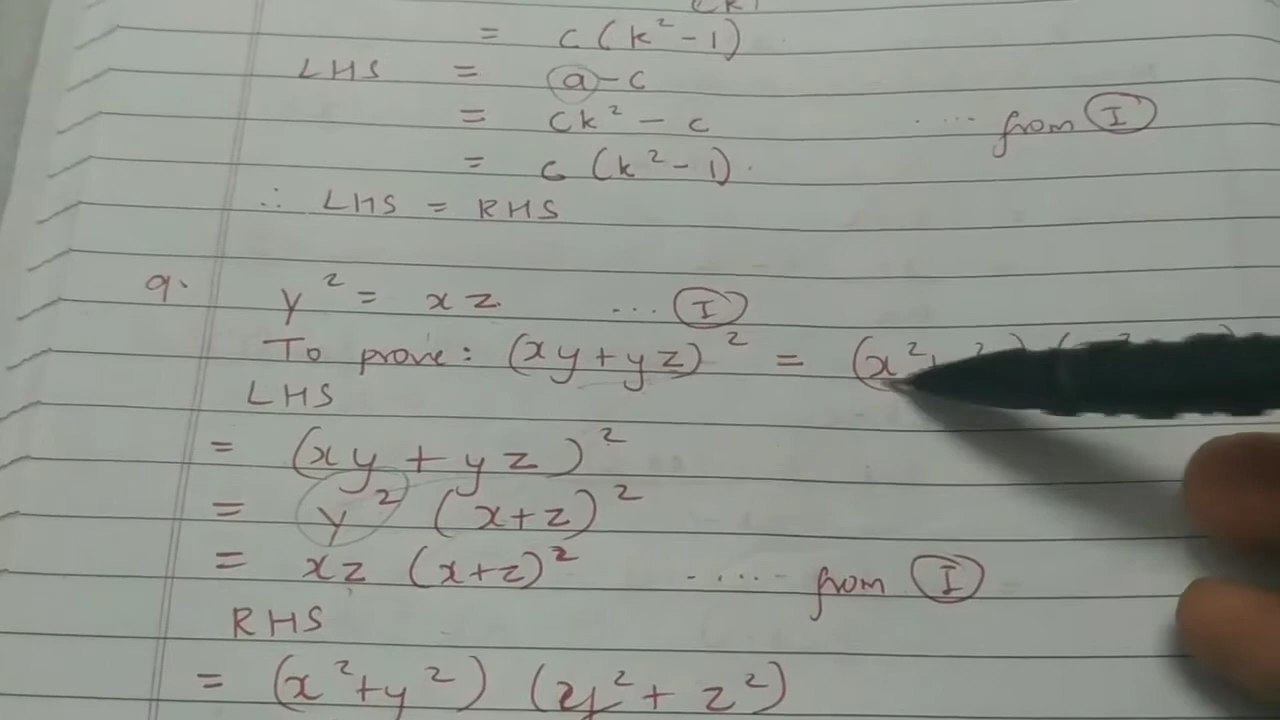 = c(k²-1)
LHS = a-c
= ck² - c .... from I
= c(k²-1).
∴ LHS = RHS
9. y² = xz. ... I
To prove: (xy+yz)² = (x²+
LHS
= (xy+yz)²
= y² (x+z)²
= xz (x+z)² ..... from I
RHS
= (x²+y²) (y²+z²)